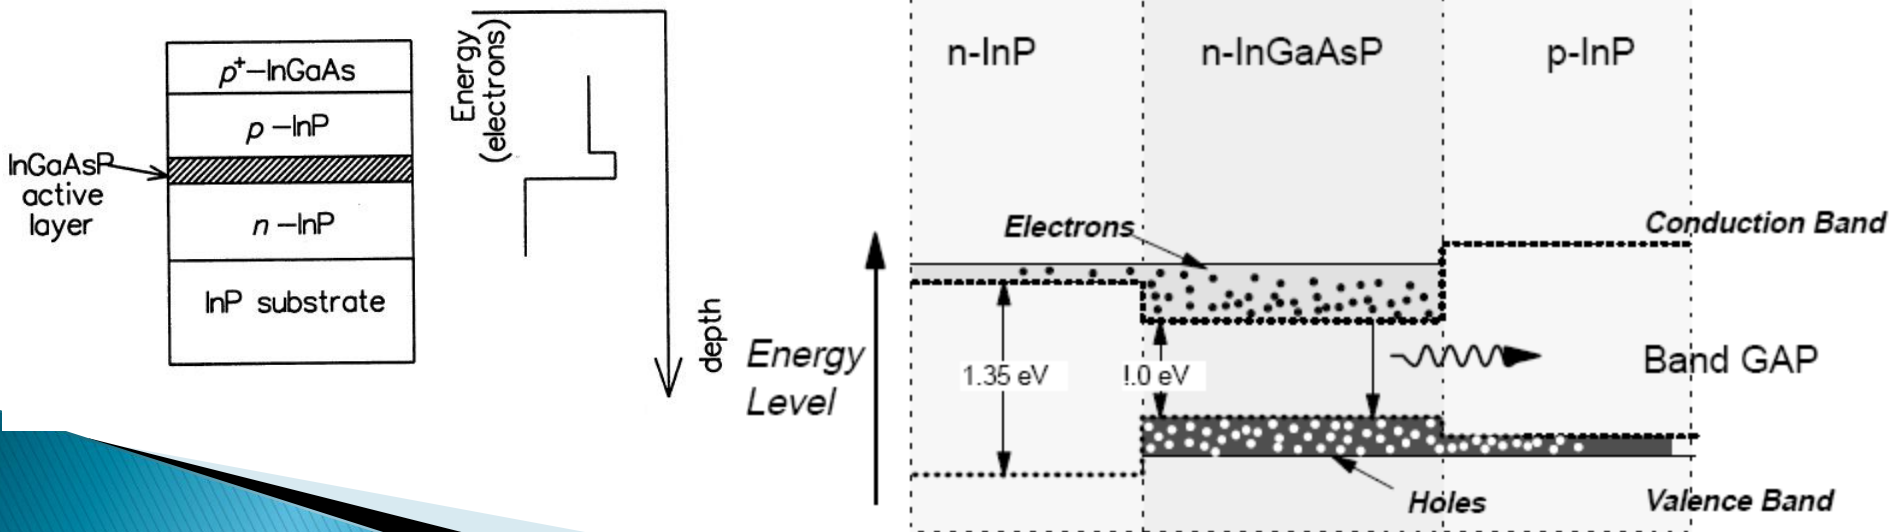 p+–InGaAs
p –InP
InGaAsP
active
layer
n –InP
InP substrate
Energy
(electrons)
depth
n-InP
n-InGaAsP
p-InP
Electrons
Conduction Band
Energy
Level
1.35 eV
!.0 eV
Band GAP
Holes
Valence Band